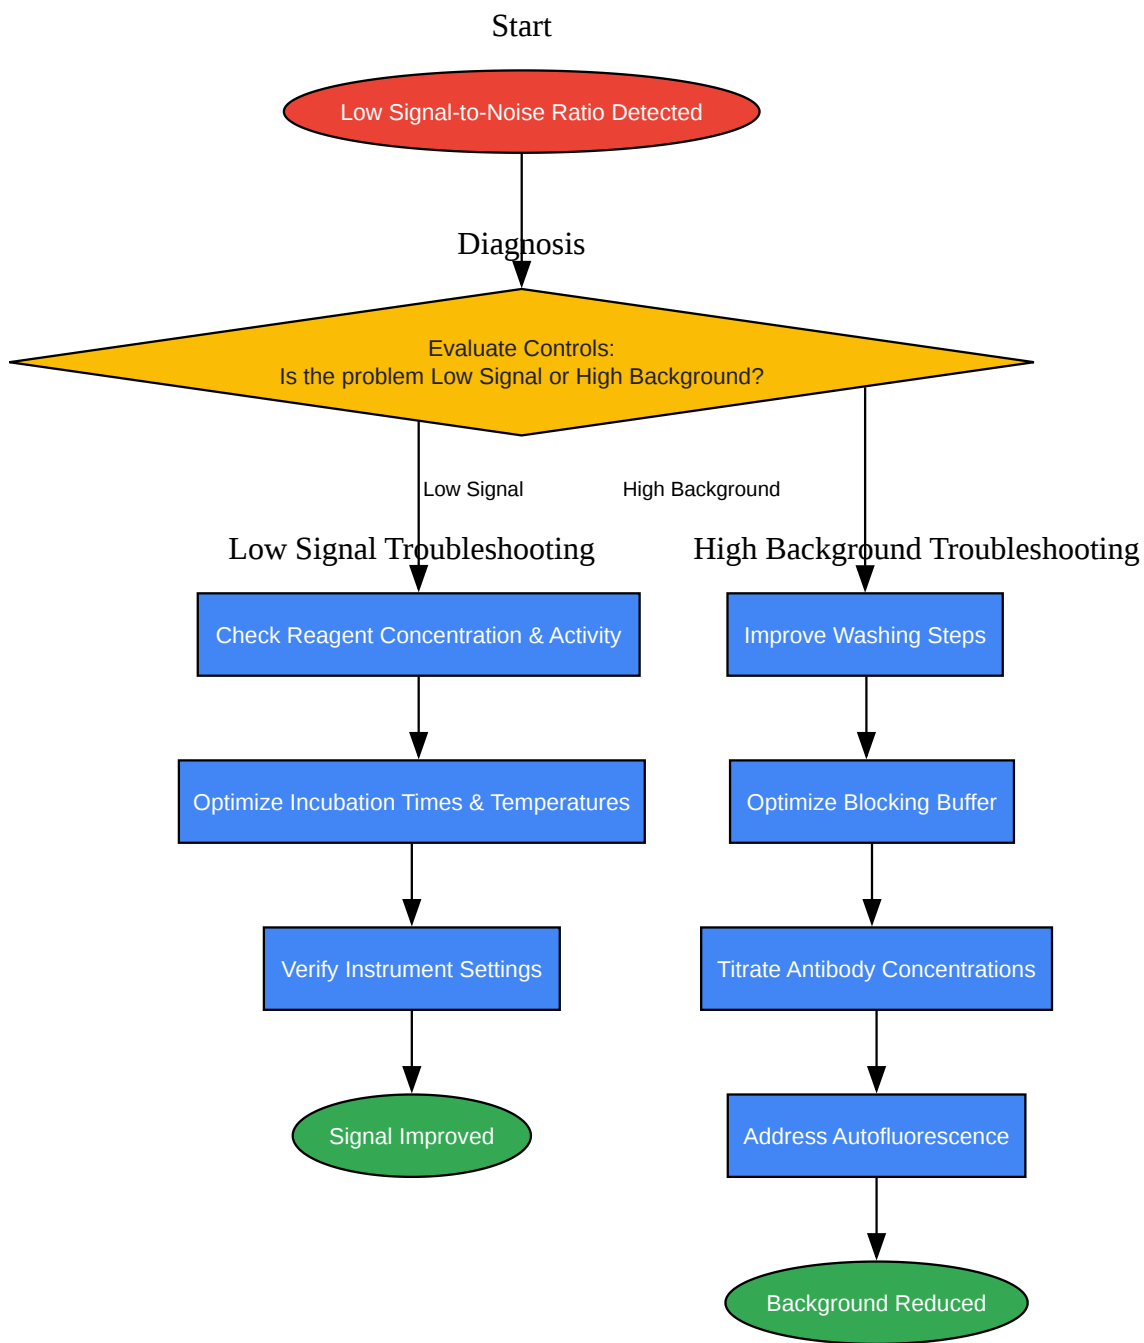 Start
Low Signal-to-Noise Ratio Detected
Diagnosis
Evaluate Controls:
Is the problem Low Signal or High Background?
Low Signal
High Background
Low Signal Troubleshooting
High Background Troubleshooting
Check Reagent Concentration & Activity
Improve Washing Steps
Optimize Incubation Times & Temperatures
Optimize Blocking Buffer
Verify Instrument Settings
Titrate Antibody Concentrations
Signal Improved
Address Autofluorescence
Background Reduced